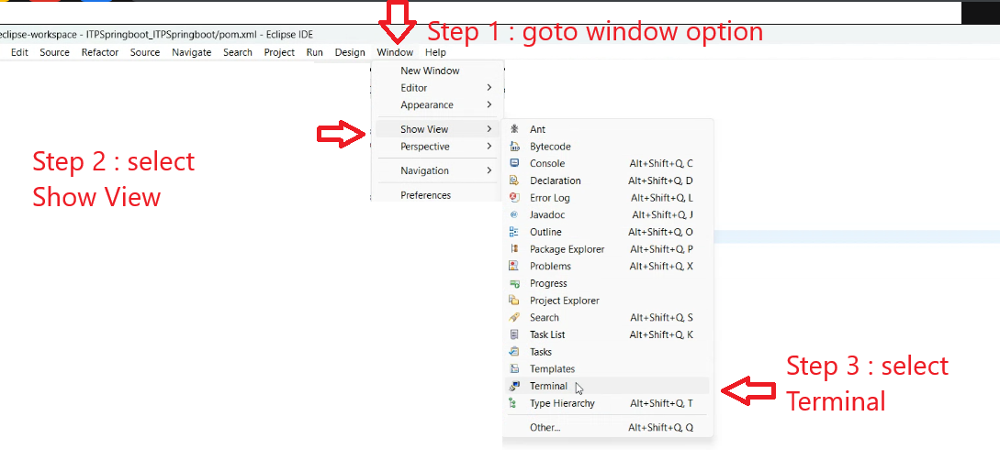 eclipse-workspace - ITPSpringboot_ITPSpringboot/pom.xml - Eclipse IDE
Step 1 : goto window option
Edit Source Refactor Source Navigate Search Project Run Design Window Help
New Window
Editor
Appearance
Show View
Perspective
Navigation
Preferences
Step 2 : select
Show View
Ant
Bytecode
Console Alt+Shift+Q, C
Declaration Alt+Shift+Q, D
Error Log Alt+Shift+Q, L
Javadoc Alt+Shift+Q, J
Outline Alt+Shift+Q, O
Package Explorer Alt+Shift+Q, P
Problems Alt+Shift+Q, X
Progress
Project Explorer
Search Alt+Shift+Q, S
Task List Alt+Shift+Q, K
Tasks
Templates
Terminal
Type Hierarchy Alt+Shift+Q, T
Other... Alt+Shift+Q, Q
Step 3 : select
Terminal